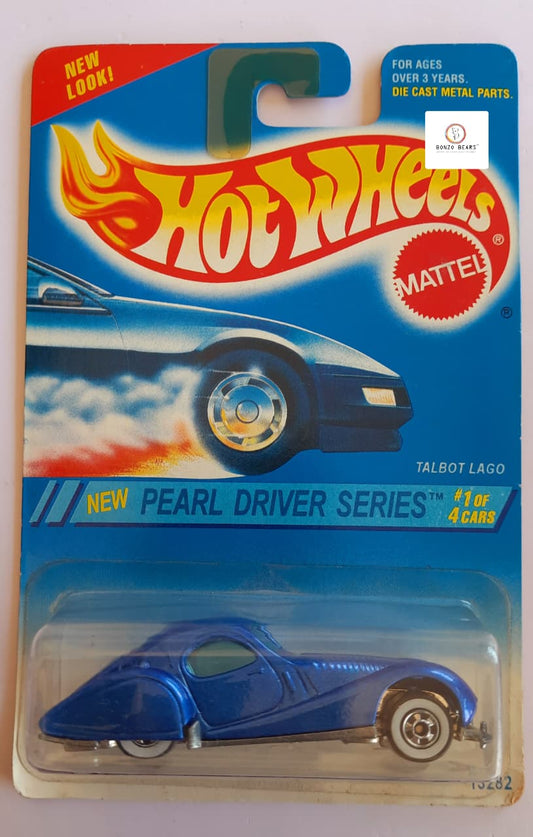 NEW
LOOK!
FOR AGES
OVER 3 YEARS.
DIE CAST METAL PARTS.
BONZO BEARS™
HOT WHEELS®
MATTEL
®
TALBOT LAGO
NEW PEARL DRIVER SERIES™ #1 OF
4 CARS
13282